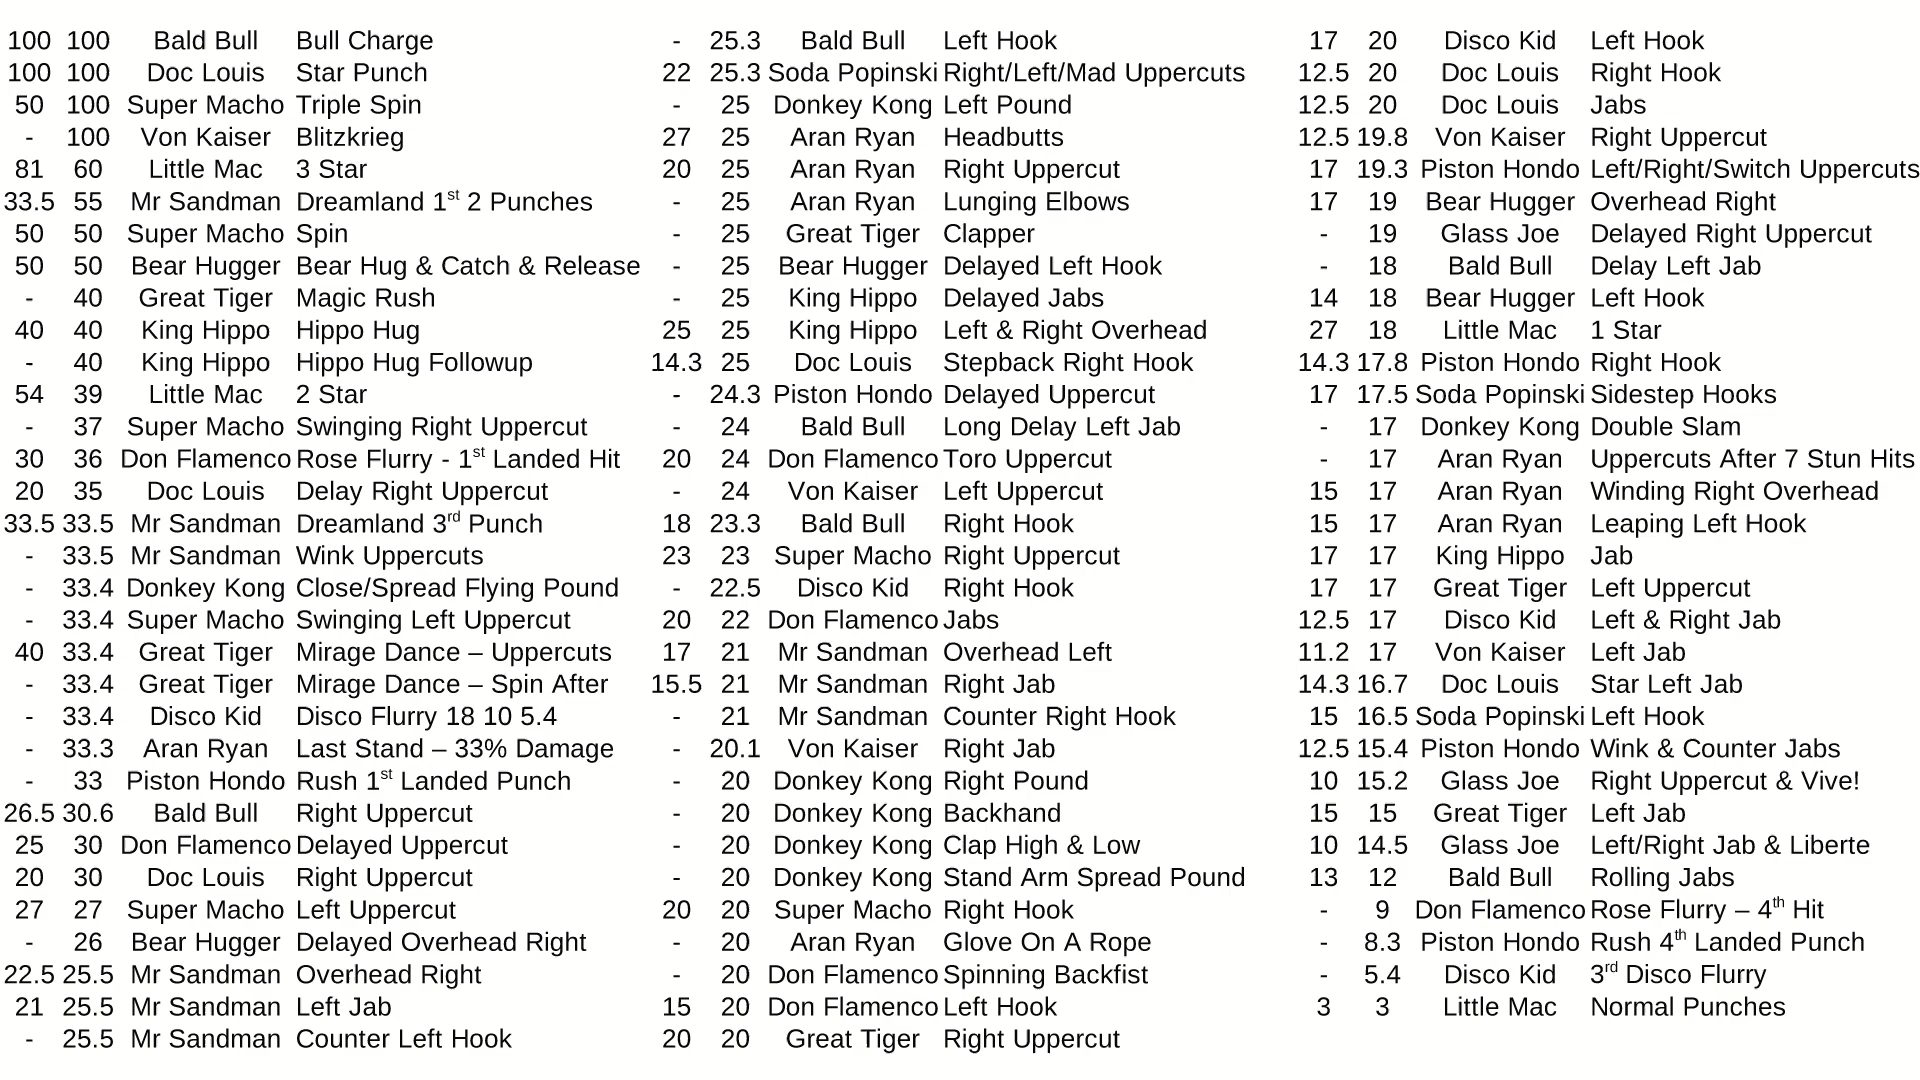 100 100 Bald Bull Bull Charge
100 100 Doc Louis Star Punch
50 100 Super Macho Triple Spin
- 100 Von Kaiser Blitzkrieg
81 60 Little Mac 3 Star
33.5 55 Mr Sandman Dreamland 1st 2 Punches
50 50 Super Macho Spin
50 50 Bear Hugger Bear Hug & Catch & Release
- 40 Great Tiger Magic Rush
40 40 King Hippo Hippo Hug
- 40 King Hippo Hippo Hug Followup
54 39 Little Mac 2 Star
- 37 Super Macho Swinging Right Uppercut
30 36 Don Flamenco Rose Flurry - 1st Landed Hit
20 35 Doc Louis Delay Right Uppercut
33.5 33.5 Mr Sandman Dreamland 3rd Punch
- 33.5 Mr Sandman Wink Uppercuts
- 33.4 Donkey Kong Close/Spread Flying Pound
- 33.4 Super Macho Swinging Left Uppercut
40 33.4 Great Tiger Mirage Dance – Uppercuts
- 33.4 Great Tiger Mirage Dance – Spin After
- 33.4 Disco Kid Disco Flurry 18 10 5.4
- 33.3 Aran Ryan Last Stand – 33% Damage
- 33 Piston Hondo Rush 1st Landed Punch
26.5 30.6 Bald Bull Right Uppercut
25 30 Don Flamenco Delayed Uppercut
20 30 Doc Louis Right Uppercut
27 27 Super Macho Left Uppercut
- 26 Bear Hugger Delayed Overhead Right
22.5 25.5 Mr Sandman Overhead Right
21 25.5 Mr Sandman Left Jab
- 25.5 Mr Sandman Counter Left Hook
- 25.3 Bald Bull Left Hook
22 25.3 Soda Popinski Right/Left/Mad Uppercuts
- 25 Donkey Kong Left Pound
27 25 Aran Ryan Headbutts
20 25 Aran Ryan Right Uppercut
- 25 Aran Ryan Lunging Elbows
- 25 Great Tiger Clapper
- 25 Bear Hugger Delayed Left Hook
- 25 King Hippo Delayed Jabs
25 25 King Hippo Left & Right Overhead
14.3 25 Doc Louis Stepback Right Hook
- 24.3 Piston Hondo Delayed Uppercut
- 24 Bald Bull Long Delay Left Jab
20 24 Don Flamenco Toro Uppercut
- 24 Von Kaiser Left Uppercut
18 23.3 Bald Bull Right Hook
23 23 Super Macho Right Uppercut
- 22.5 Disco Kid Right Hook
20 22 Don Flamenco Jabs
17 21 Mr Sandman Overhead Left
15.5 21 Mr Sandman Right Jab
- 21 Mr Sandman Counter Right Hook
- 20.1 Von Kaiser Right Jab
- 20 Donkey Kong Right Pound
- 20 Donkey Kong Backhand
- 20 Donkey Kong Clap High & Low
- 20 Donkey Kong Stand Arm Spread Pound
20 20 Super Macho Right Hook
- 20 Aran Ryan Glove On A Rope
- 20 Don Flamenco Spinning Backfist
15 20 Don Flamenco Left Hook
20 20 Great Tiger Right Uppercut
17 20 Disco Kid Left Hook
12.5 20 Doc Louis Right Hook
12.5 20 Doc Louis Jabs
12.5 19.8 Von Kaiser Right Uppercut
17 19.3 Piston Hondo Left/Right/Switch Uppercuts
17 19 Bear Hugger Overhead Right
- 19 Glass Joe Delayed Right Uppercut
- 18 Bald Bull Delay Left Jab
14 18 Bear Hugger Left Hook
27 18 Little Mac 1 Star
14.3 17.8 Piston Hondo Right Hook
17 17.5 Soda Popinski Sidestep Hooks
- 17 Donkey Kong Double Slam
- 17 Aran Ryan Uppercuts After 7 Stun Hits
15 17 Aran Ryan Winding Right Overhead
15 17 Aran Ryan Leaping Left Hook
17 17 King Hippo Jab
17 17 Great Tiger Left Uppercut
12.5 17 Disco Kid Left & Right Jab
11.2 17 Von Kaiser Left Jab
14.3 16.7 Doc Louis Star Left Jab
15 16.5 Soda Popinski Left Hook
12.5 15.4 Piston Hondo Wink & Counter Jabs
10 15.2 Glass Joe Right Uppercut & Vive!
15 15 Great Tiger Left Jab
10 14.5 Glass Joe Left/Right Jab & Liberte
13 12 Bald Bull Rolling Jabs
- 9 Don Flamenco Rose Flurry – 4th Hit
- 8.3 Piston Hondo Rush 4th Landed Punch
- 5.4 Disco Kid 3rd Disco Flurry
3 3 Little Mac Normal Punches